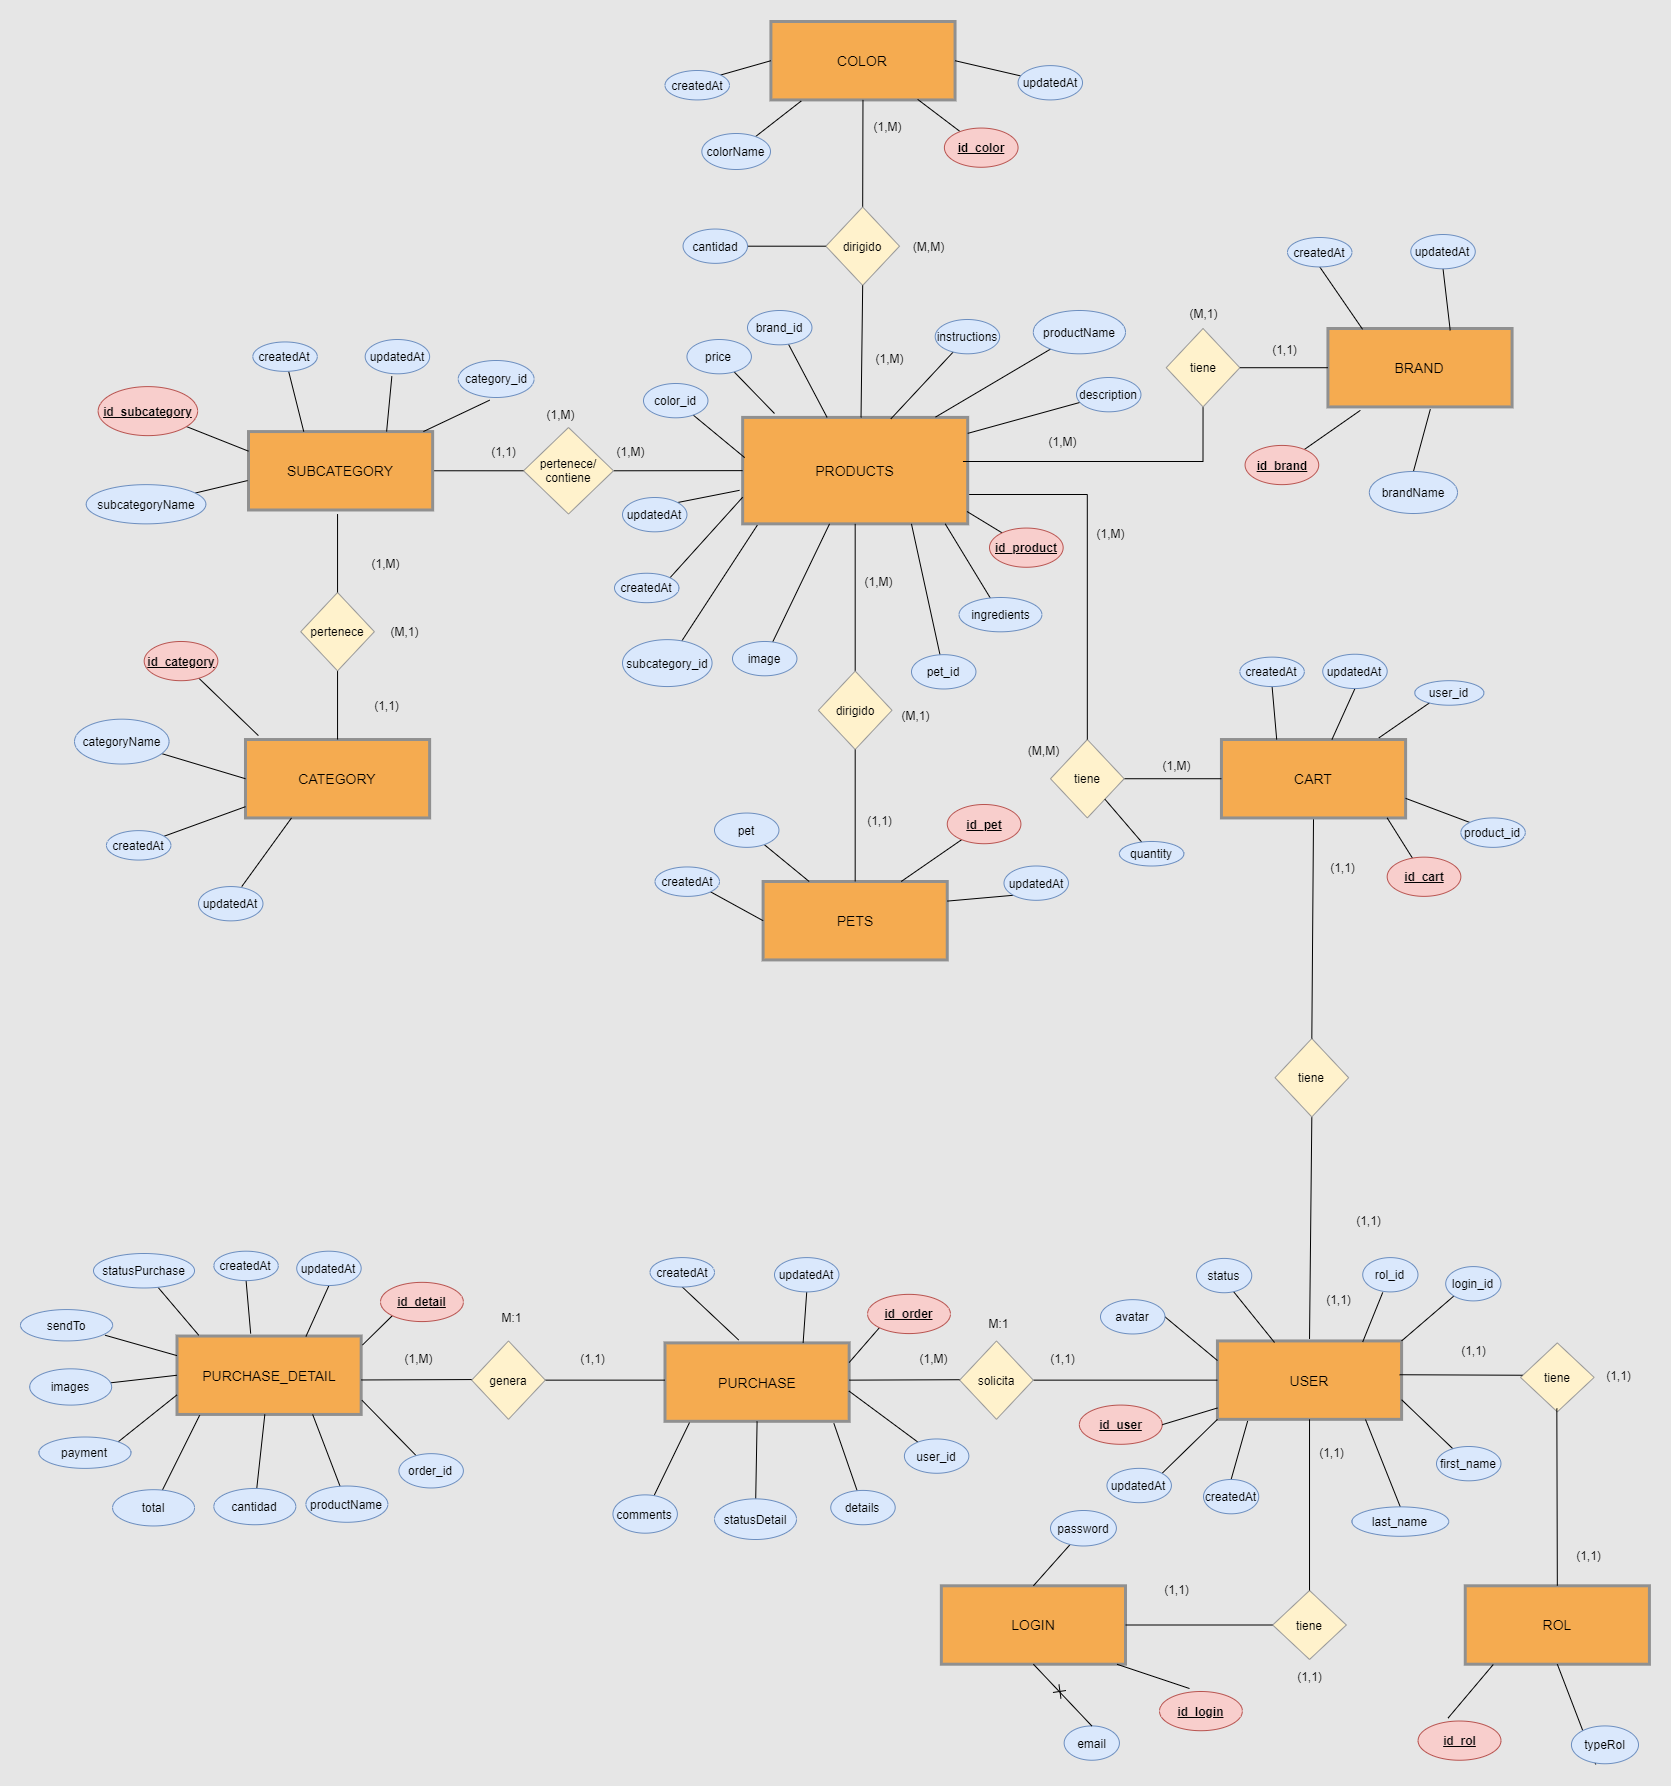 COLOR
createdAt
updatedAt
(1,M)
colorName
id_color
cantidad
dirigido
(M,M)
createdAt
updatedAt
(M,1)
brand_id
instructions
productName
createdAt
updatedAt
price
(1,M)
(1,1)
tiene
BRAND
category_id
description
color_id
id_subcategory
(1,M)
(1,M)
(1,1)
(1,M)
pertenece/
contiene
SUBCATEGORY
PRODUCTS
id_brand
brandName
subcategoryName
updatedAt
(1,M)
id_product
(1,M)
(1,M)
createdAt
ingredients
pertenece
(M,1)
id_category
subcategory_id
image
pet_id
createdAt
updatedAt
user_id
(1,1)
dirigido
(M,1)
categoryName
(M,M)
(1,M)
CATEGORY
tiene
CART
(1,1)
id_pet
pet
product_id
createdAt
quantity
(1,1)
createdAt
updatedAt
id_cart
updatedAt
PETS
tiene
(1,1)
statusPurchase
createdAt
updatedAt
createdAt
updatedAt
status
rol_id
login_id
id_detail
(1,1)
id_order
sendTo
M:1
M:1
avatar
(1,M)
(1,1)
(1,M)
(1,1)
(1,1)
PURCHASE_DETAIL
genera
PURCHASE
solicita
USER
tiene
(1,1)
images
id_user
payment
(1,1)
order_id
user_id
first_name
updatedAt
createdAt
total
cantidad
productName
comments
statusDetail
details
last_name
password
(1,1)
(1,1)
LOGIN
tiene
ROL
(1,1)
id_login
email
id_rol
typeRol